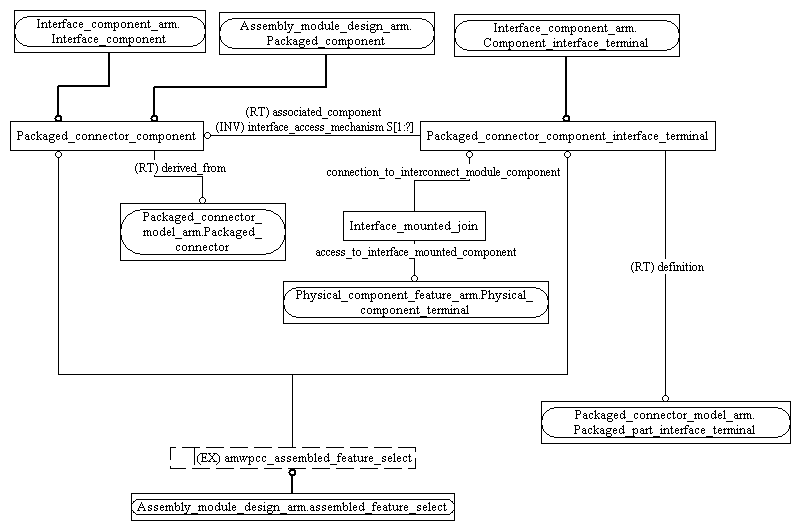 Interface_component_arm.
Interface_component
Assembly_module_design_arm.
Packaged_component
Interface_component_arm.
Component_interface_terminal
(RT) associated_component
(INV) interface_access_mechanism S[1:?]
Packaged_connector_component
Packaged_connector_component_interface_terminal
(RT) derived_from
connection_to_interconnect_module_component
Packaged_connector_
model_arm.Packaged_
connector
Interface_mounted_join
access_to_interface_mounted_component
(RT) definition
Physical_component_feature_arm.Physical_
component_terminal
Packaged_connector_model_arm.
Packaged_part_interface_terminal
(EX) amwpcc_assembled_feature_select
Assembly_module_design_arm.assembled_feature_select